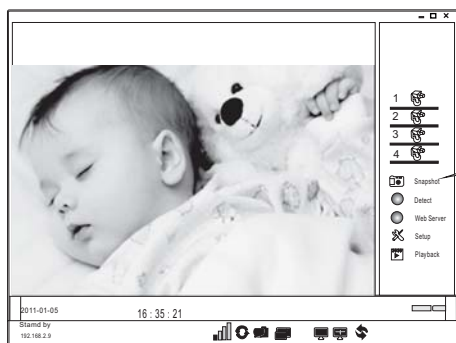 1
2
3
4
Snapshot
Detect
Web Server
Setup
Playback
2011-01-05
16 : 35 : 21
Stamd by
192.168.2.9